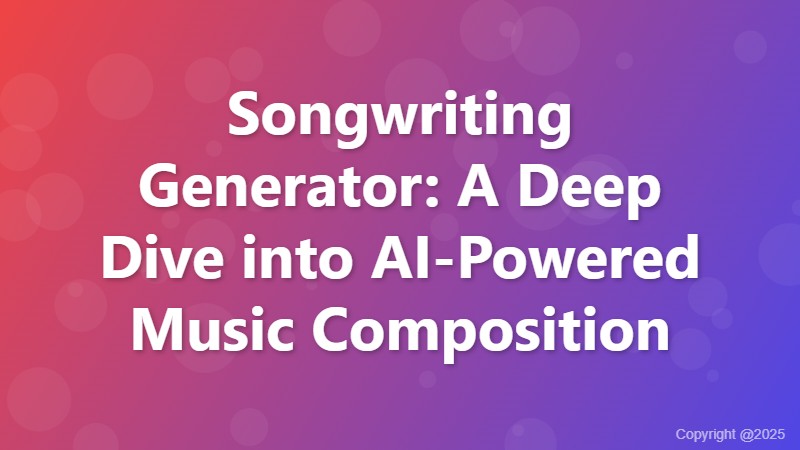 Songwriting
Generator: A Deep
Dive into AI-Powered
Music Composition
Copyright @2025